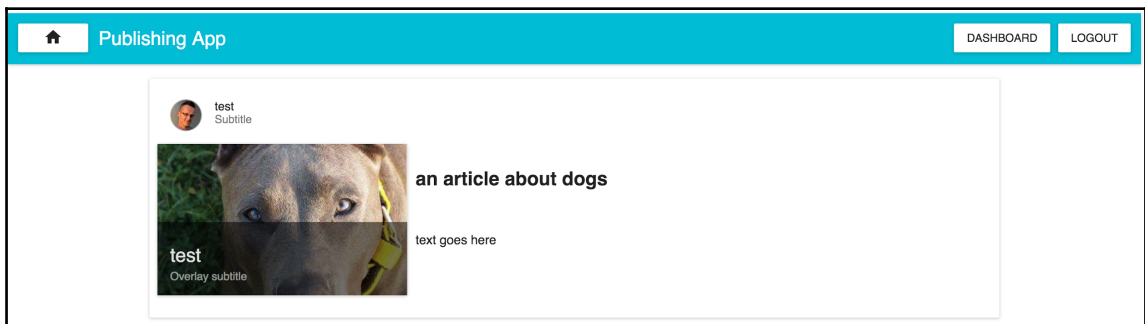 Publishing App
DASHBOARD
LOGOUT
test
Subtitle
an article about dogs
text goes here
test
Overlay subtitle